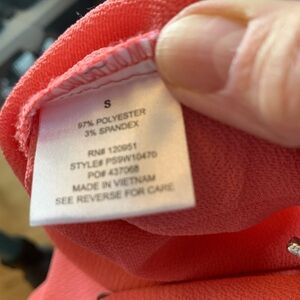 S
97% POLYESTER
3% SPANDEX
RN# 120951
STYLE# PS9W10470
PO# 437068
MADE IN VIETNAM
SEE REVERSE FOR CARE